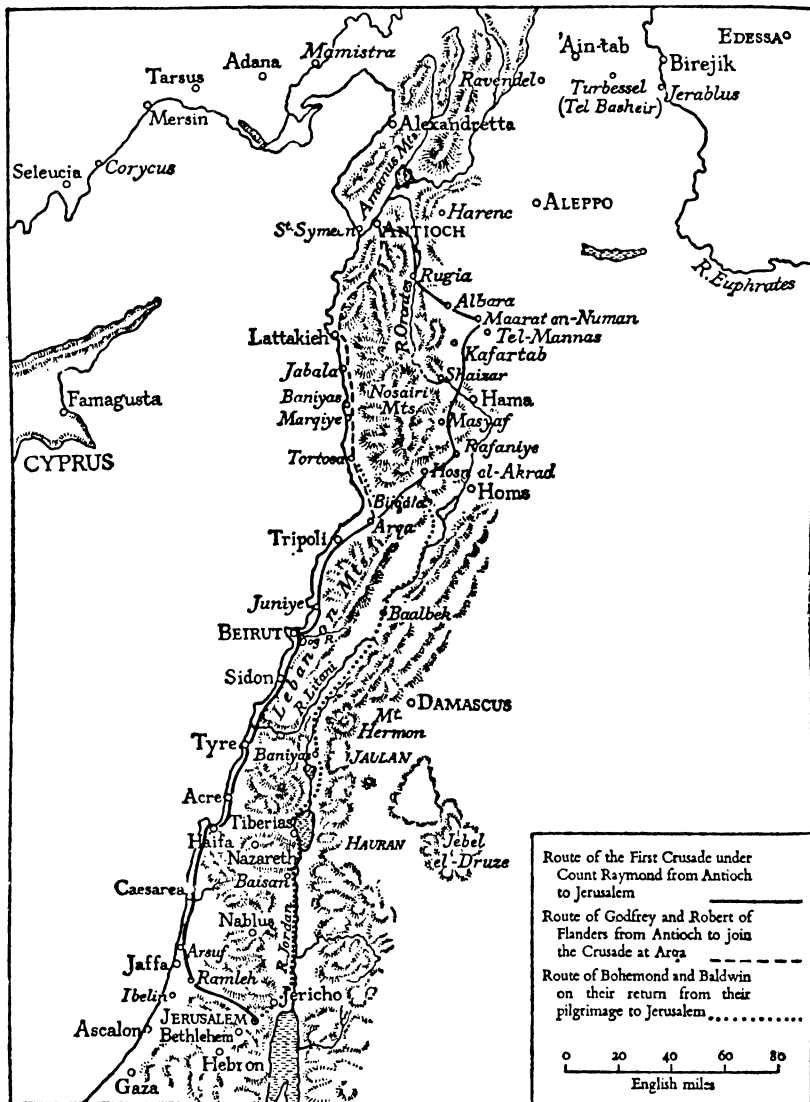 Mamistra
'Ain-tab
EDESSA
Adana
Tarsus
Birejik
Ravendel
Turbessel
(Tel Basheir)
Jerablus
Mersin
Alexandretta
Amanus Mts.
Seleucia
Corycus
Harenc
ALEPPO
St. Symeon
ANTIOCH
Rugia
R. Euphrates
Albara
R. Orontes
Maarat an-Numan
Tel-Mannas
Lattakieh
Kafartab
Jabala
Shaizar
Baniyas
Nosairi
Mts.
Hama
Famagusta
Marqiye
Masyaf
CYPRUS
Rafaniye
Tortosa
Hosn al-Akrad
Homs
Buqaia
Arqa
Tripoli
Lebanon Mts.
Juniye
Baalbek
BEIRUT
Dog R.
Sidon
R. Litani
DAMASCUS
Mt.
Hermon
Tyre
Baniyas
JAULAN
Acre
Tiberias
Haifa
HAURAN
Jebel
el-Druze
Nazareth
Baisan
Caesarea
Nablus
R. Jordan
Arsuf
Jaffa
Ramleh
Ibelin
Jericho
JERUSALEM
Ascalon
Bethlehem
Hebron
Gaza
Route of the First Crusade under
Count Raymond from Antioch
to Jerusalem
Route of Godfrey and Robert of
Flanders from Antioch to join
the Crusade at Arqa
Route of Bohemond and Baldwin
on their return from their
pilgrimage to Jerusalem
0 20 40 60 80
English miles